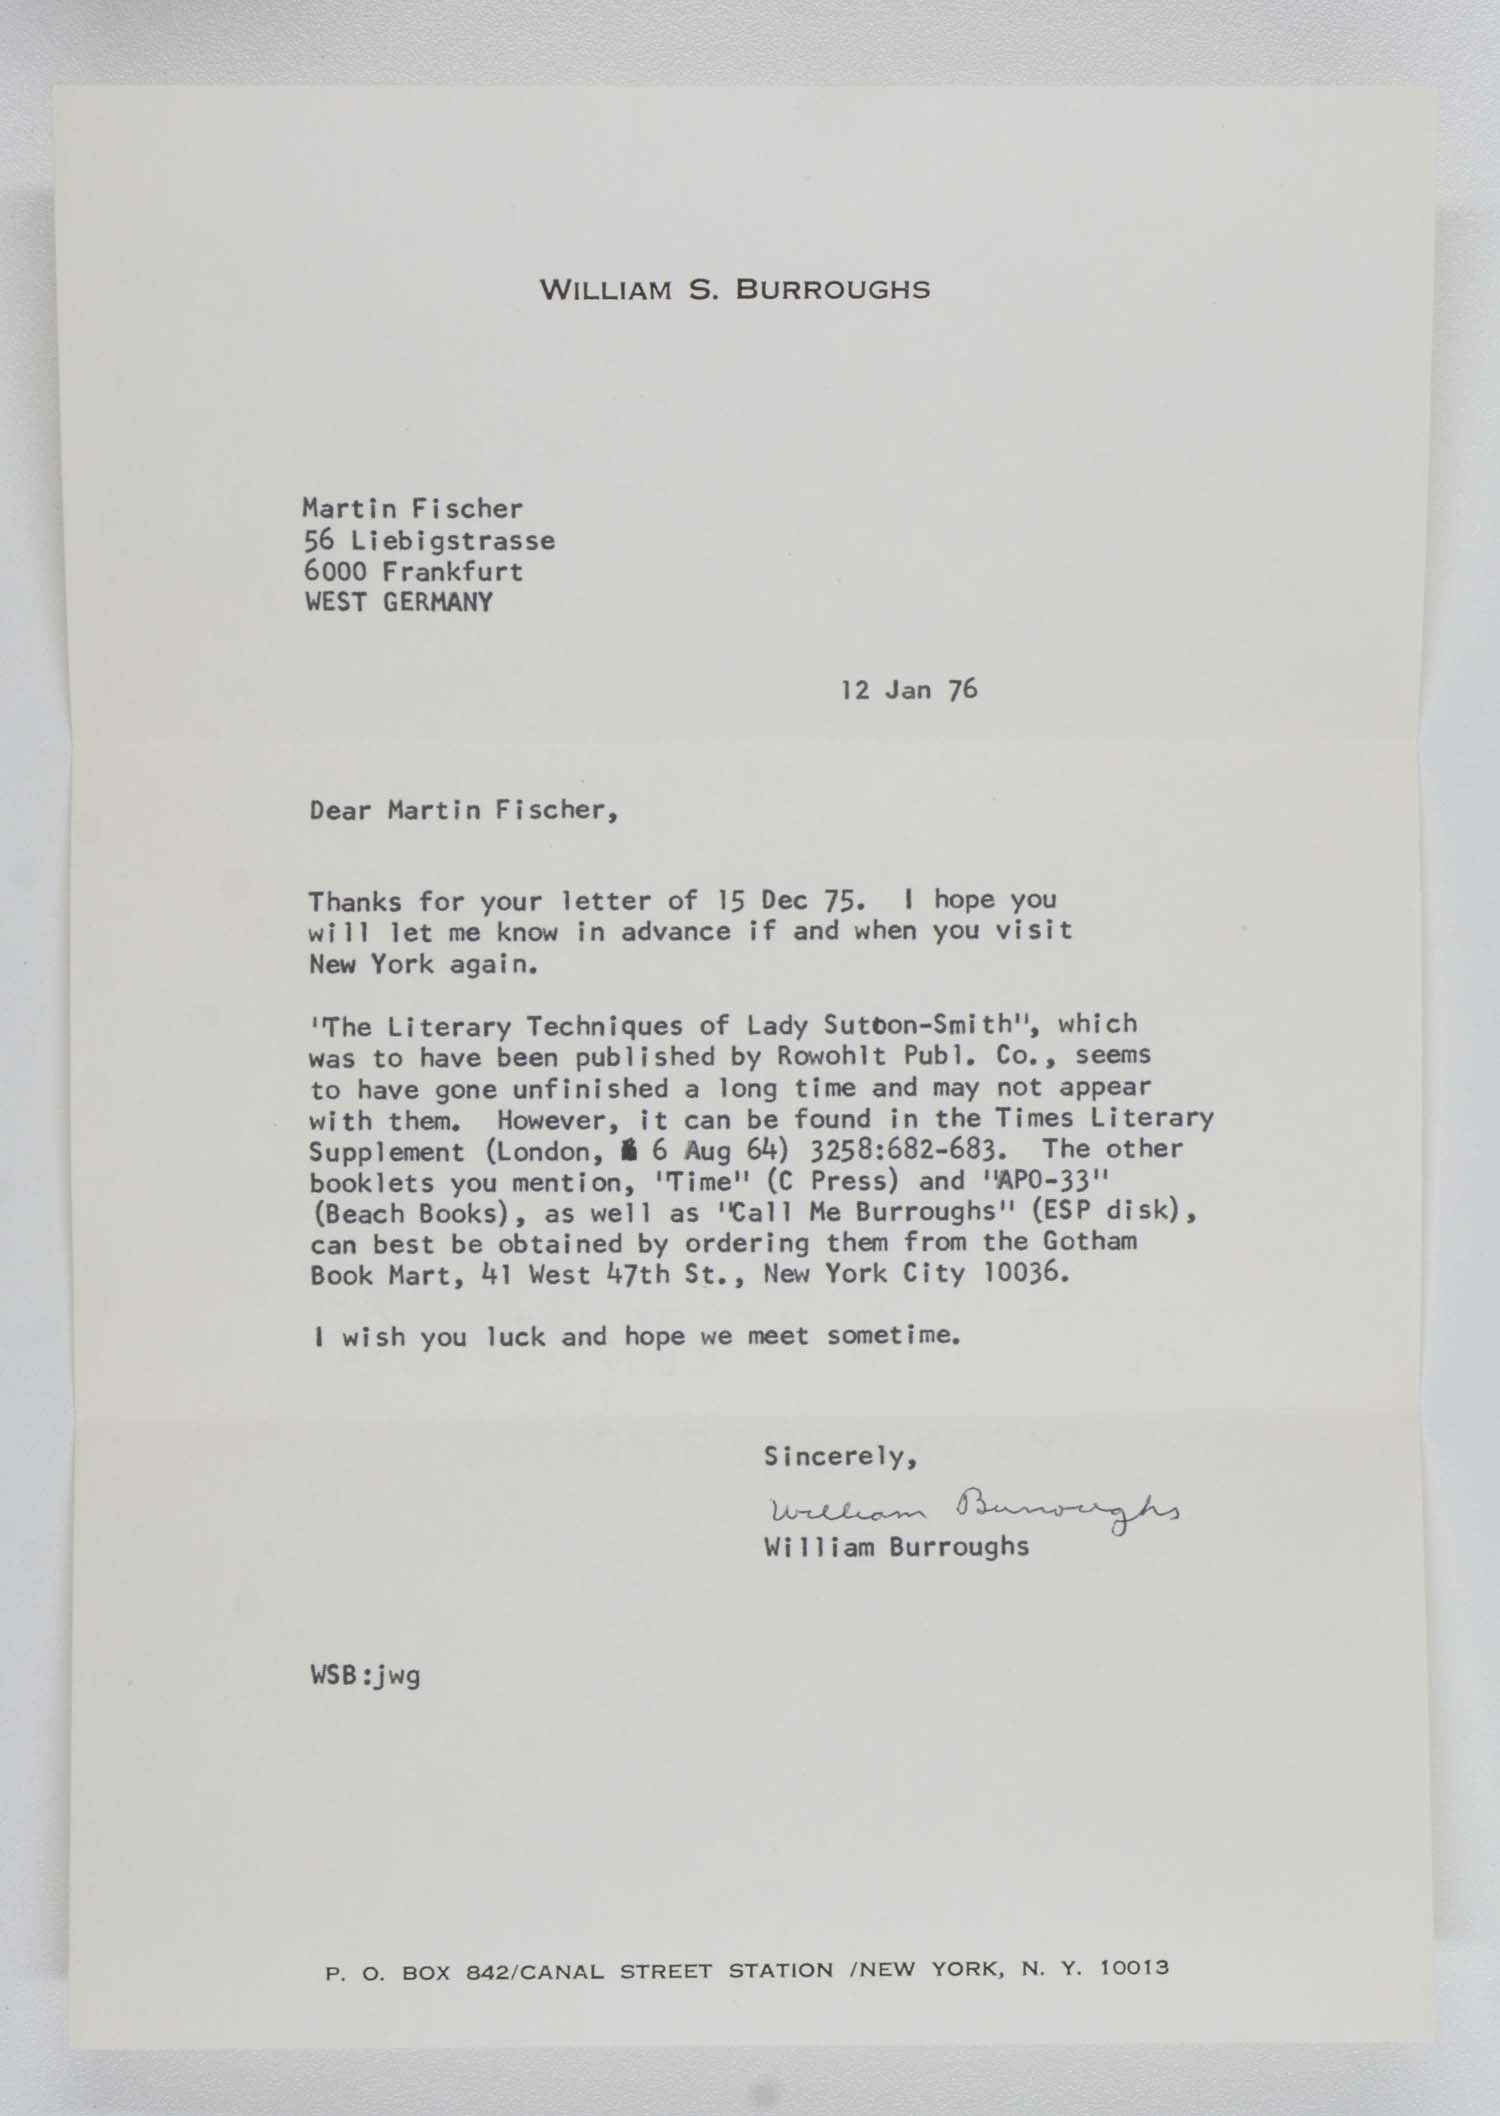 WILLIAM S. BURROUGHS
Martin Fischer
56 Liebigstrasse
6000 Frankfurt
WEST GERMANY
12 Jan 76
Dear Martin Fischer,
Thanks for your letter of 15 Dec 75.  I hope you
will let me know in advance if and when you visit
New York again.
"The Literary Techniques of Lady Sutton-Smith", which
was to have been published by Rowohlt Publ. Co., seems
to have gone unfinished a long time and may not appear
with them.  However, it can be found in the Times Literary
Supplement (London, 6 Aug 64) 3258:682-683.  The other
booklets you mention, "Time" (C Press) and "APO-33"
(Beach Books), as well as "Call Me Burroughs" (ESP disk),
can best be obtained by ordering them from the Gotham
Book Mart, 41 West 47th St., New York City 10036.
I wish you luck and hope we meet sometime.
Sincerely,
William Burroughs
William Burroughs
WSB:jwg
P. O. BOX 842/CANAL STREET STATION /NEW YORK, N. Y. 10013